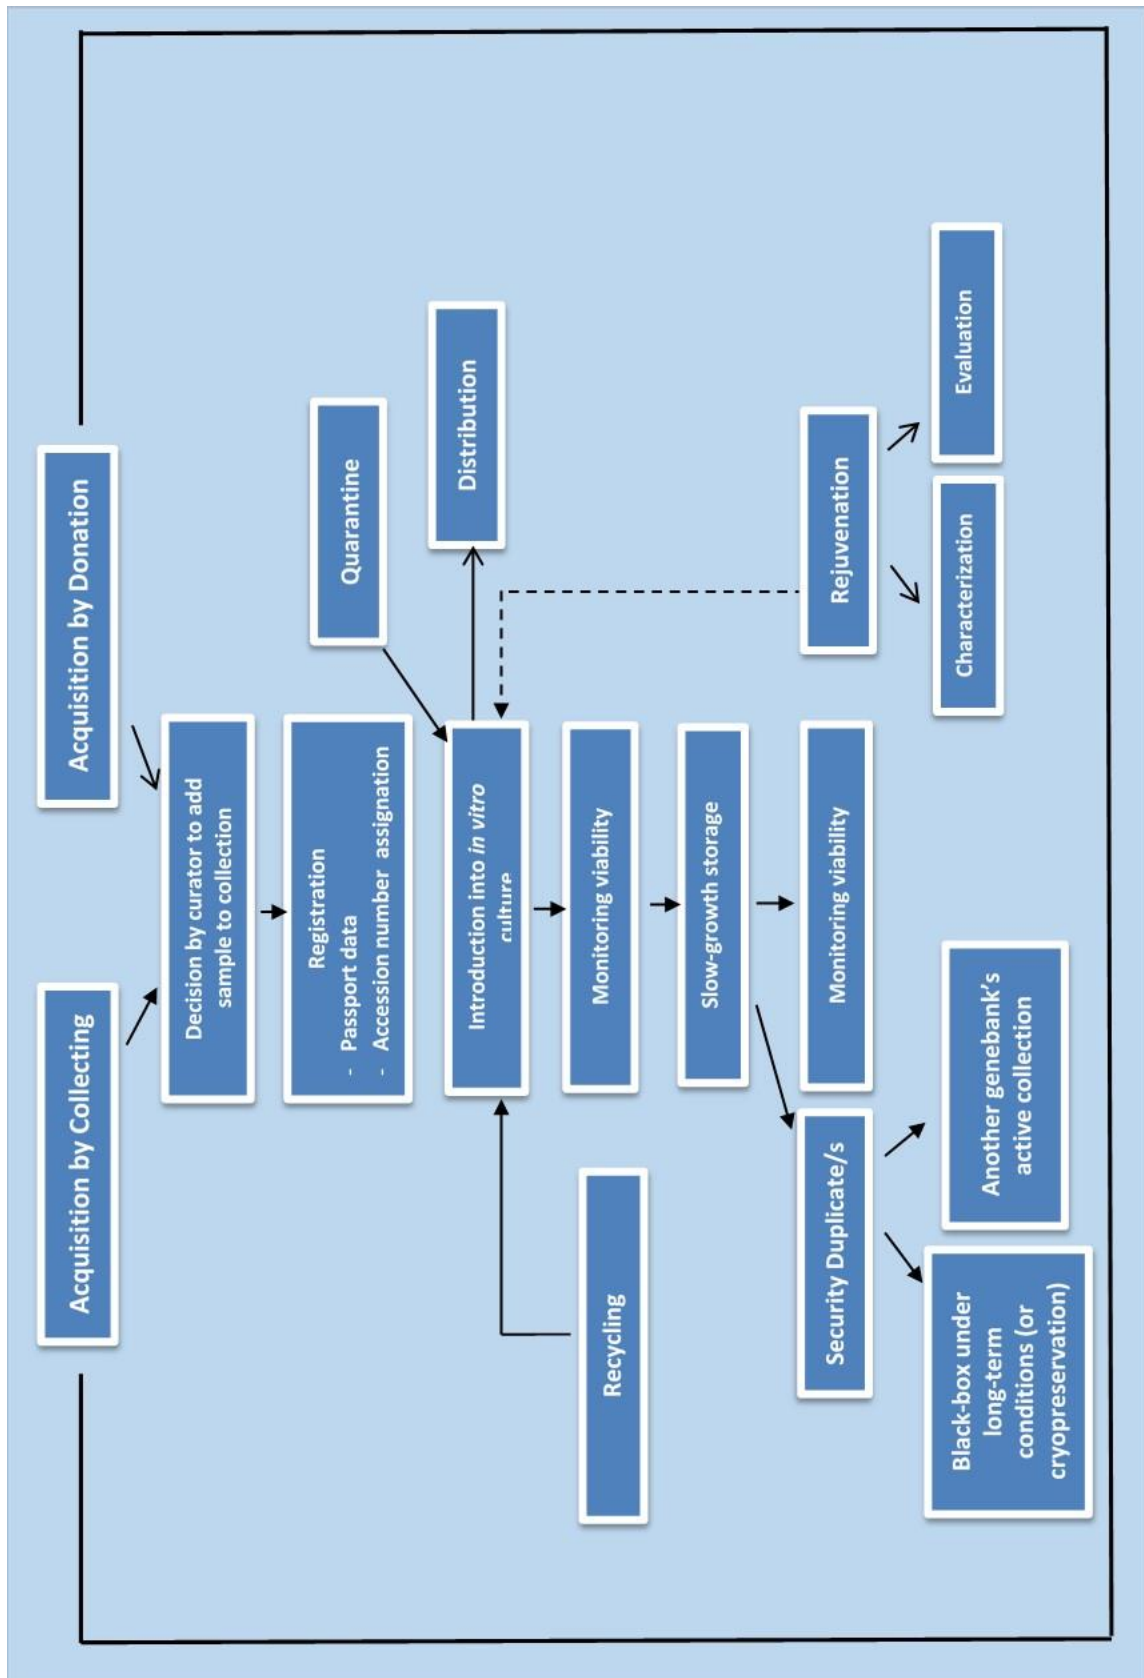 Acquisition by Collecting
Acquisition by Donation
Decision by curator to add
sample to collection
Registration
- Passport data
- Accession number assignation
Quarantine
Introduction into in vitro
culture
Distribution
Recycling
Monitoring viability
Slow-growth storage
Security Duplicate/s
Monitoring viability
Rejuvenation
Black-box under
long-term
conditions (or
cryopreservation)
Another genebank’s
active collection
Characterization
Evaluation